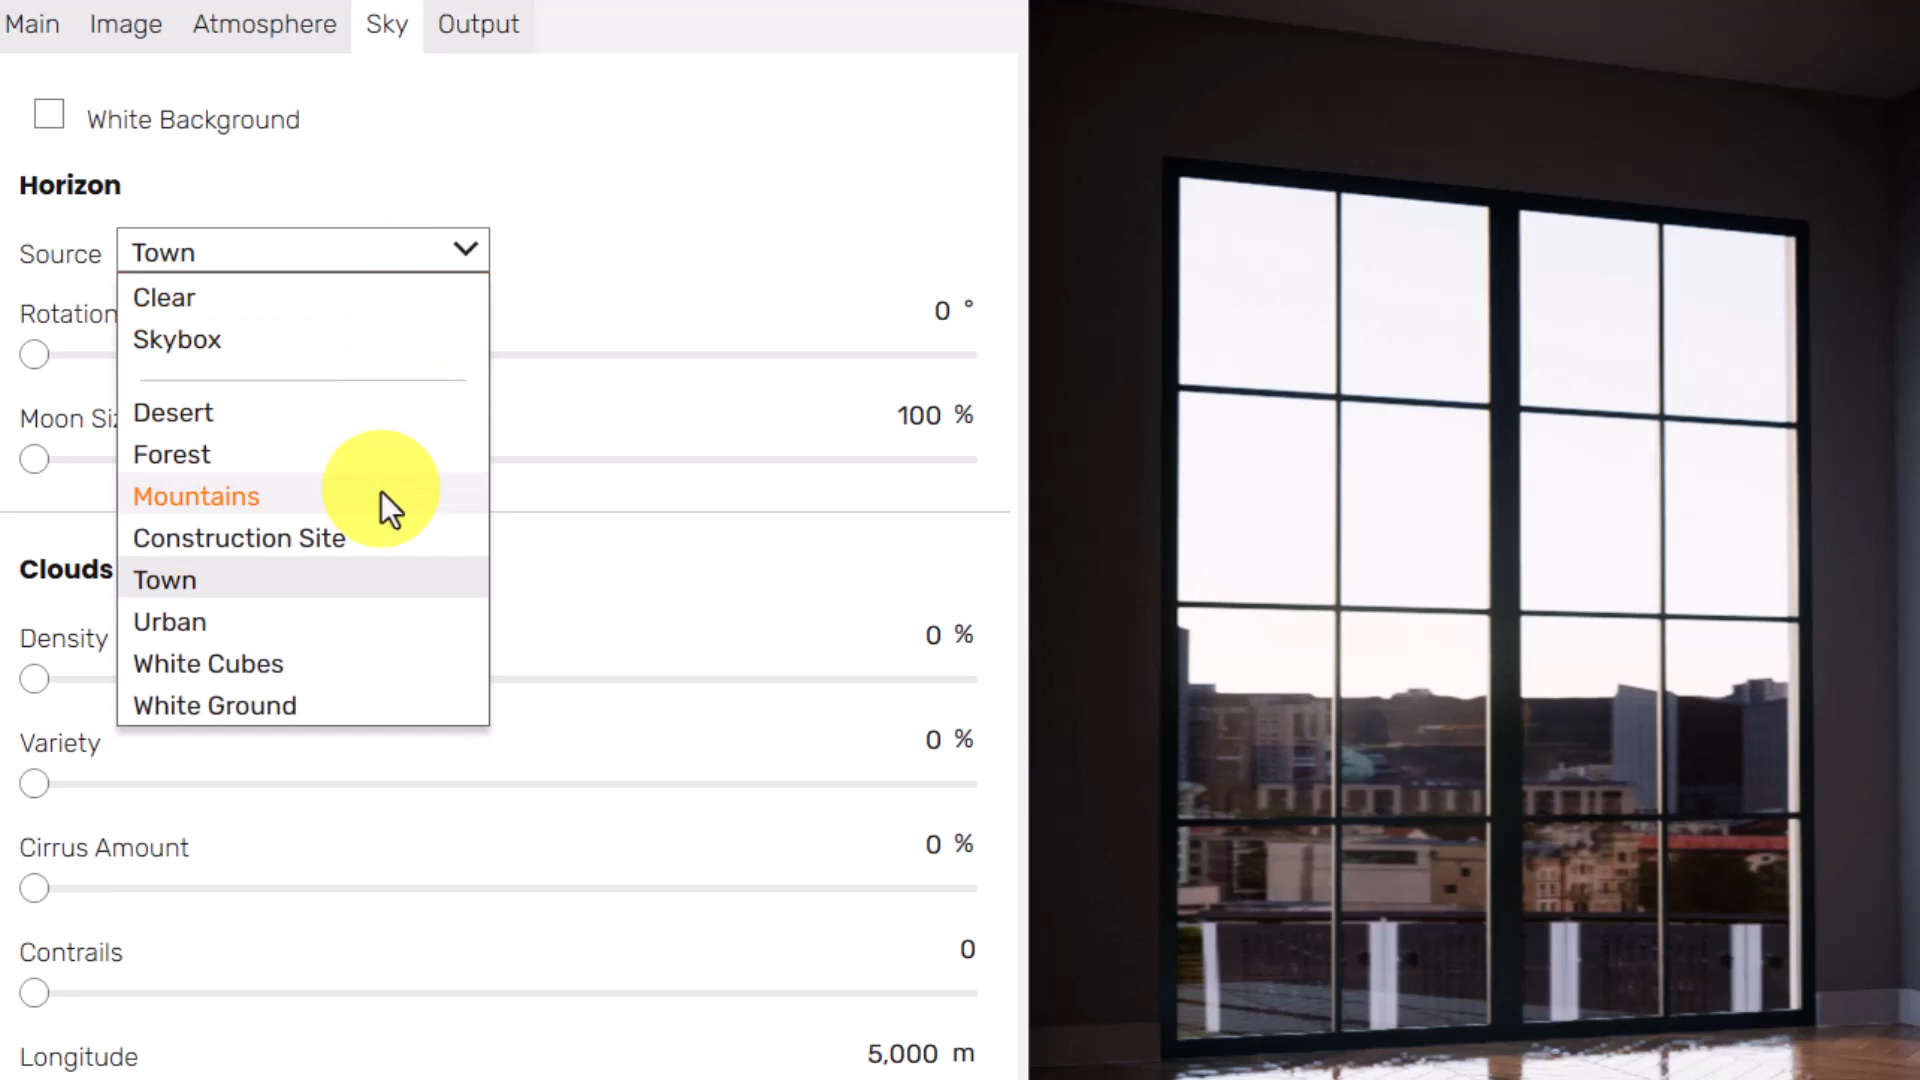 Main Image Atmosphere Sky Output
White Background
Horizon
Source Town
Clear
Rotation 0 °
Skybox
Desert
Moon Siz 100 %
Forest
Mountains
Construction Site
Clouds
Town
Urban
Density 0 %
White Cubes
White Ground
Variety 0 %
Cirrus Amount 0 %
Contrails 0
Longitude 5,000 m